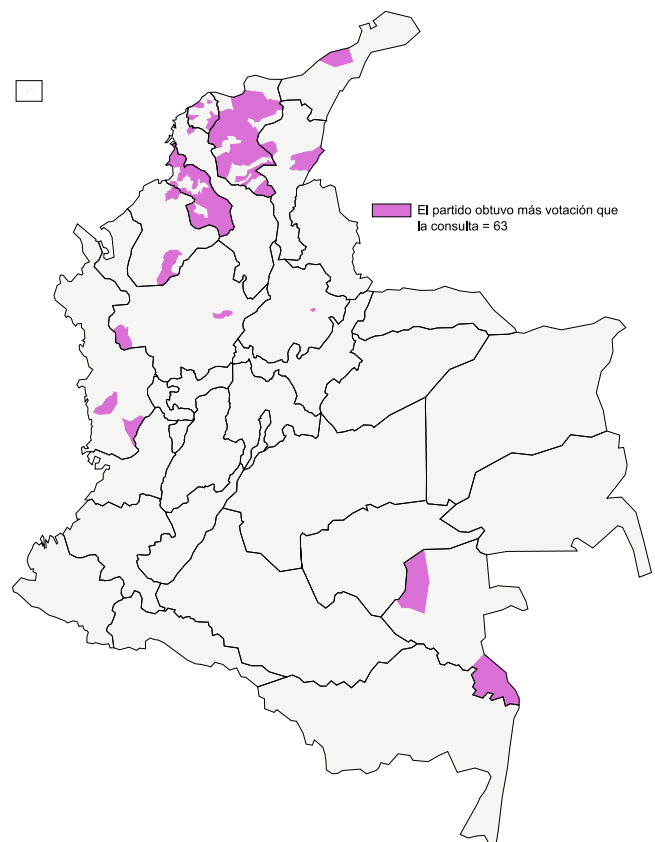 El partido obtuvo más votación que
la consulta = 63